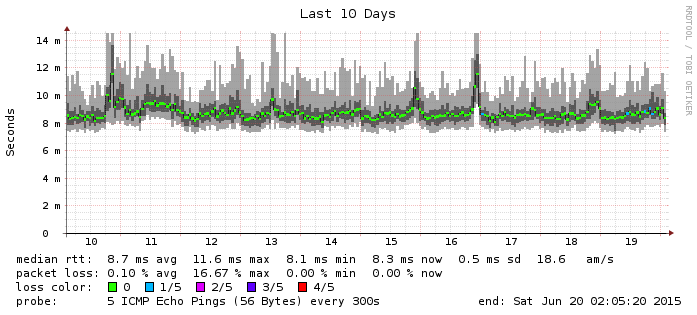 Last 10 Days
RRDTOOL / TOBI OETIKER
Seconds
14 m
12 m
10 m
8 m
6 m
4 m
2 m
0
10 11 12 13 14 15 16 17 18 19
median rtt: 8.7 ms avg 11.6 ms max 8.1 ms min 8.3 ms now 0.5 ms sd 18.6 am/s
packet loss: 0.10 % avg 16.67 % max 0.00 % min 0.00 % now
loss color: 0 1/5 2/5 3/5 4/5
probe: 5 ICMP Echo Pings (56 Bytes) every 300s end: Sat Jun 20 02:05:20 2015